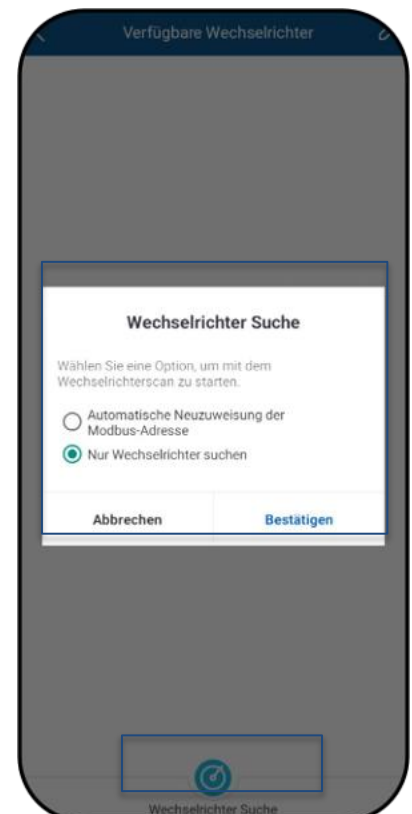 Verfügbare Wechselrichter
Wechselrichter Suche
Wählen Sie eine Option, um mit dem
Wechselrichterscan zu starten.
Automatische Neuzuweisung der
Modbus-Adresse
Nur Wechselrichter suchen
Abbrechen
Bestätigen
Wechselrichter Suche